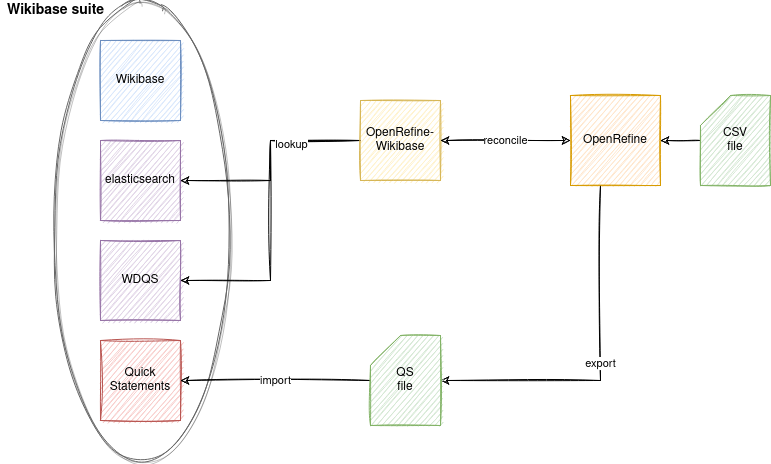 Wikibase suite
Wikibase
elasticsearch
WDQS
Quick
Statements
lookup
OpenRefine-
Wikibase
reconcile
OpenRefine
CSV
file
export
QS
file
import